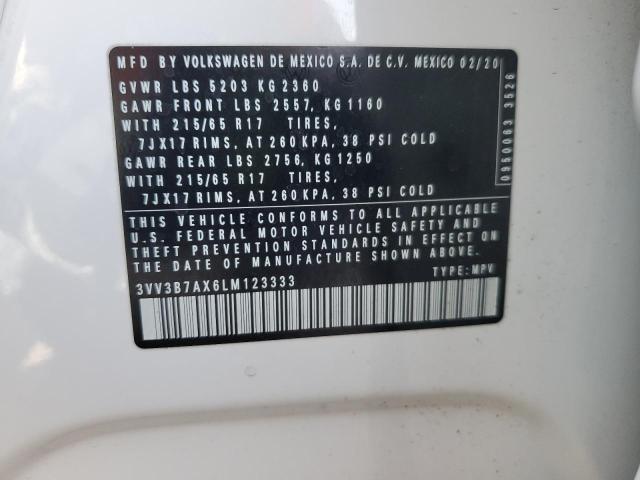 MFD BY VOLKSWAGEN DE MEXICO S.A. DE C.V. MEXICO 02/20
GVWR LBS 5203 KG 2360
GAWR FRONT LBS 2557, KG 1160
WITH 215/65 R17 TIRES,
7JX17 RIMS, AT 260 KPA, 38 PSI COLD
GAWR REAR LBS 2756, KG 1250
WITH 215/65 R17 TIRES,
7JX17 RIMS, AT 260 KPA, 38 PSI COLD
THIS VEHICLE CONFORMS TO ALL APPLICABLE
U.S. FEDERAL MOTOR VEHICLE SAFETY AND
THEFT PREVENTION STANDARDS IN EFFECT ON
THE DATE OF MANUFACTURE SHOWN ABOVE.
3VV3B7AX6LM123333 TYPE: MPV
0950063 3526